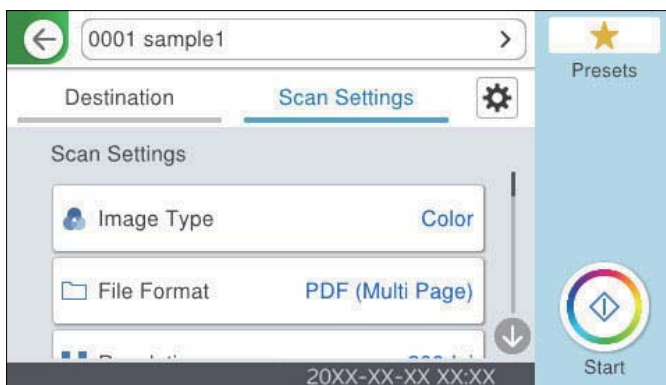 0001 sample1
Presets
Destination
Scan Settings
Scan Settings
Image Type
Color
File Format
PDF (Multi Page)
20XX-XX-XX XX:XX
Start